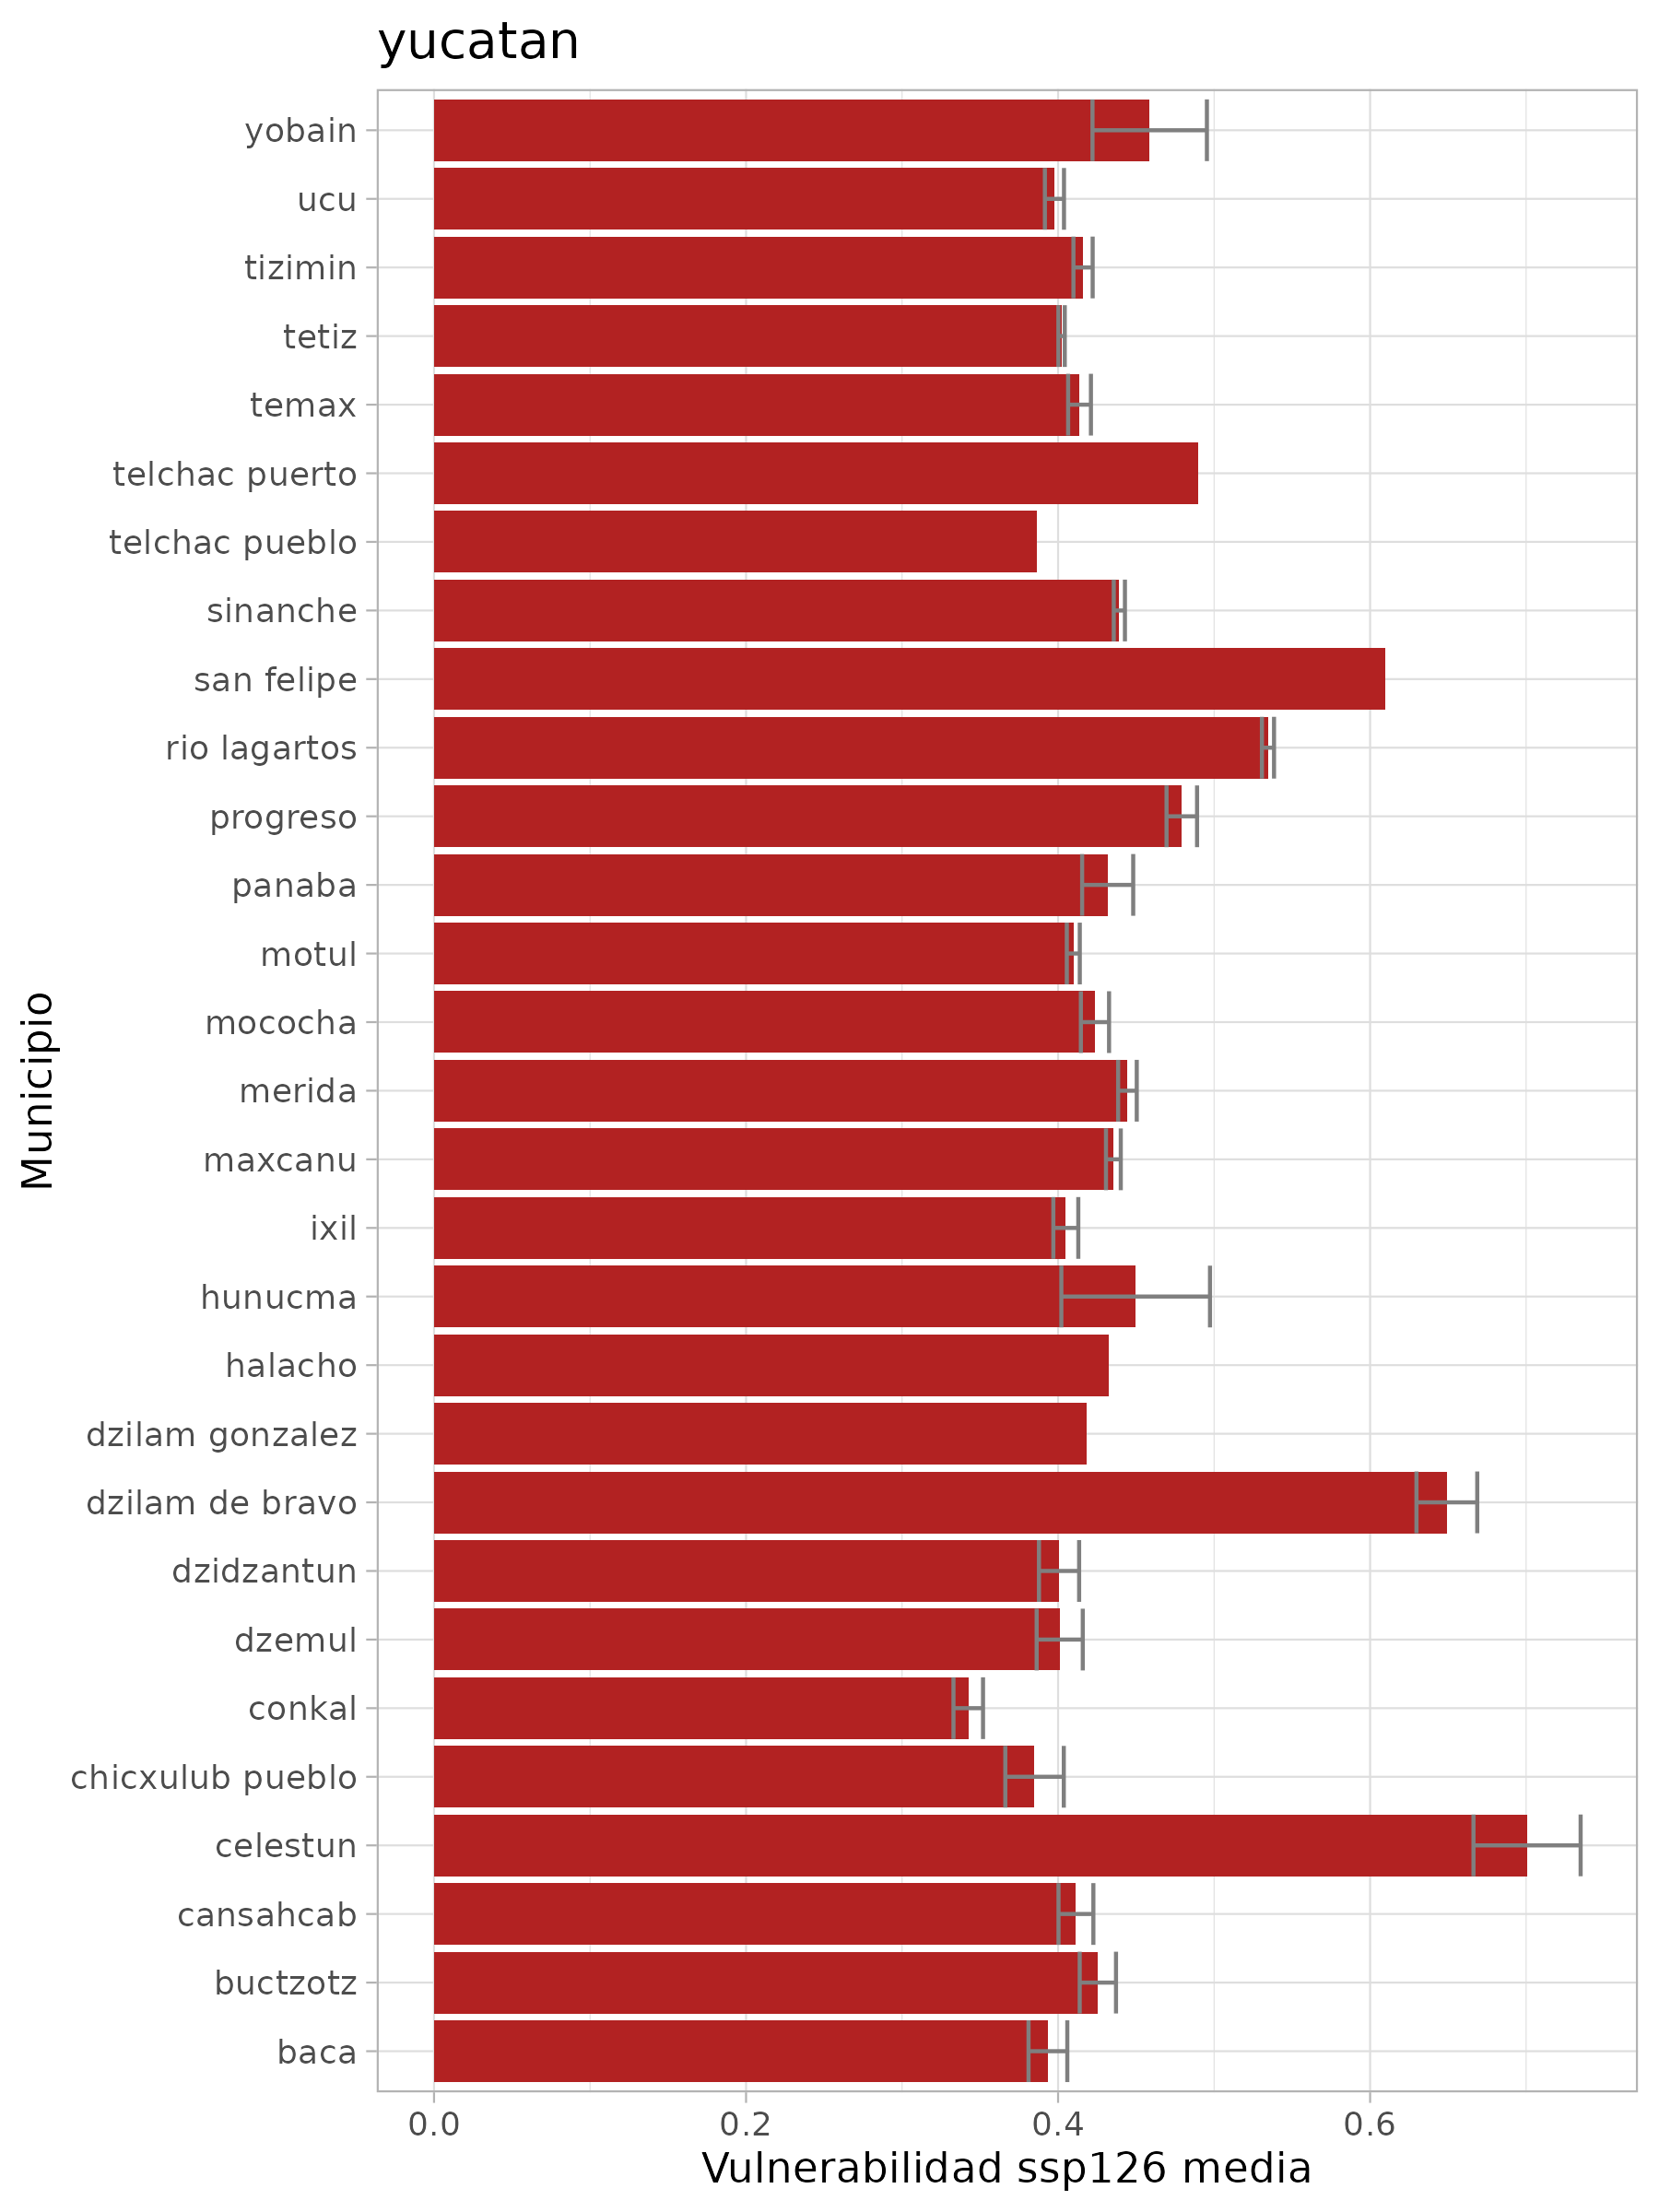 yucatan
yobain
ucu
tizimin
tetiz
temax
telchac puerto
telchac pueblo
sinanche
san felipe
rio lagartos
progreso
panaba
motul
mococha
merida
maxcanu
ixil
hunucma
halacho
dzilam gonzalez
dzilam de bravo
dzidzantun
dzemul
conkal
chicxulub pueblo
celestun
cansahcab
buctzotz
baca
Municipio
0.0 0.2 0.4 0.6
Vulnerabilidad ssp126 media